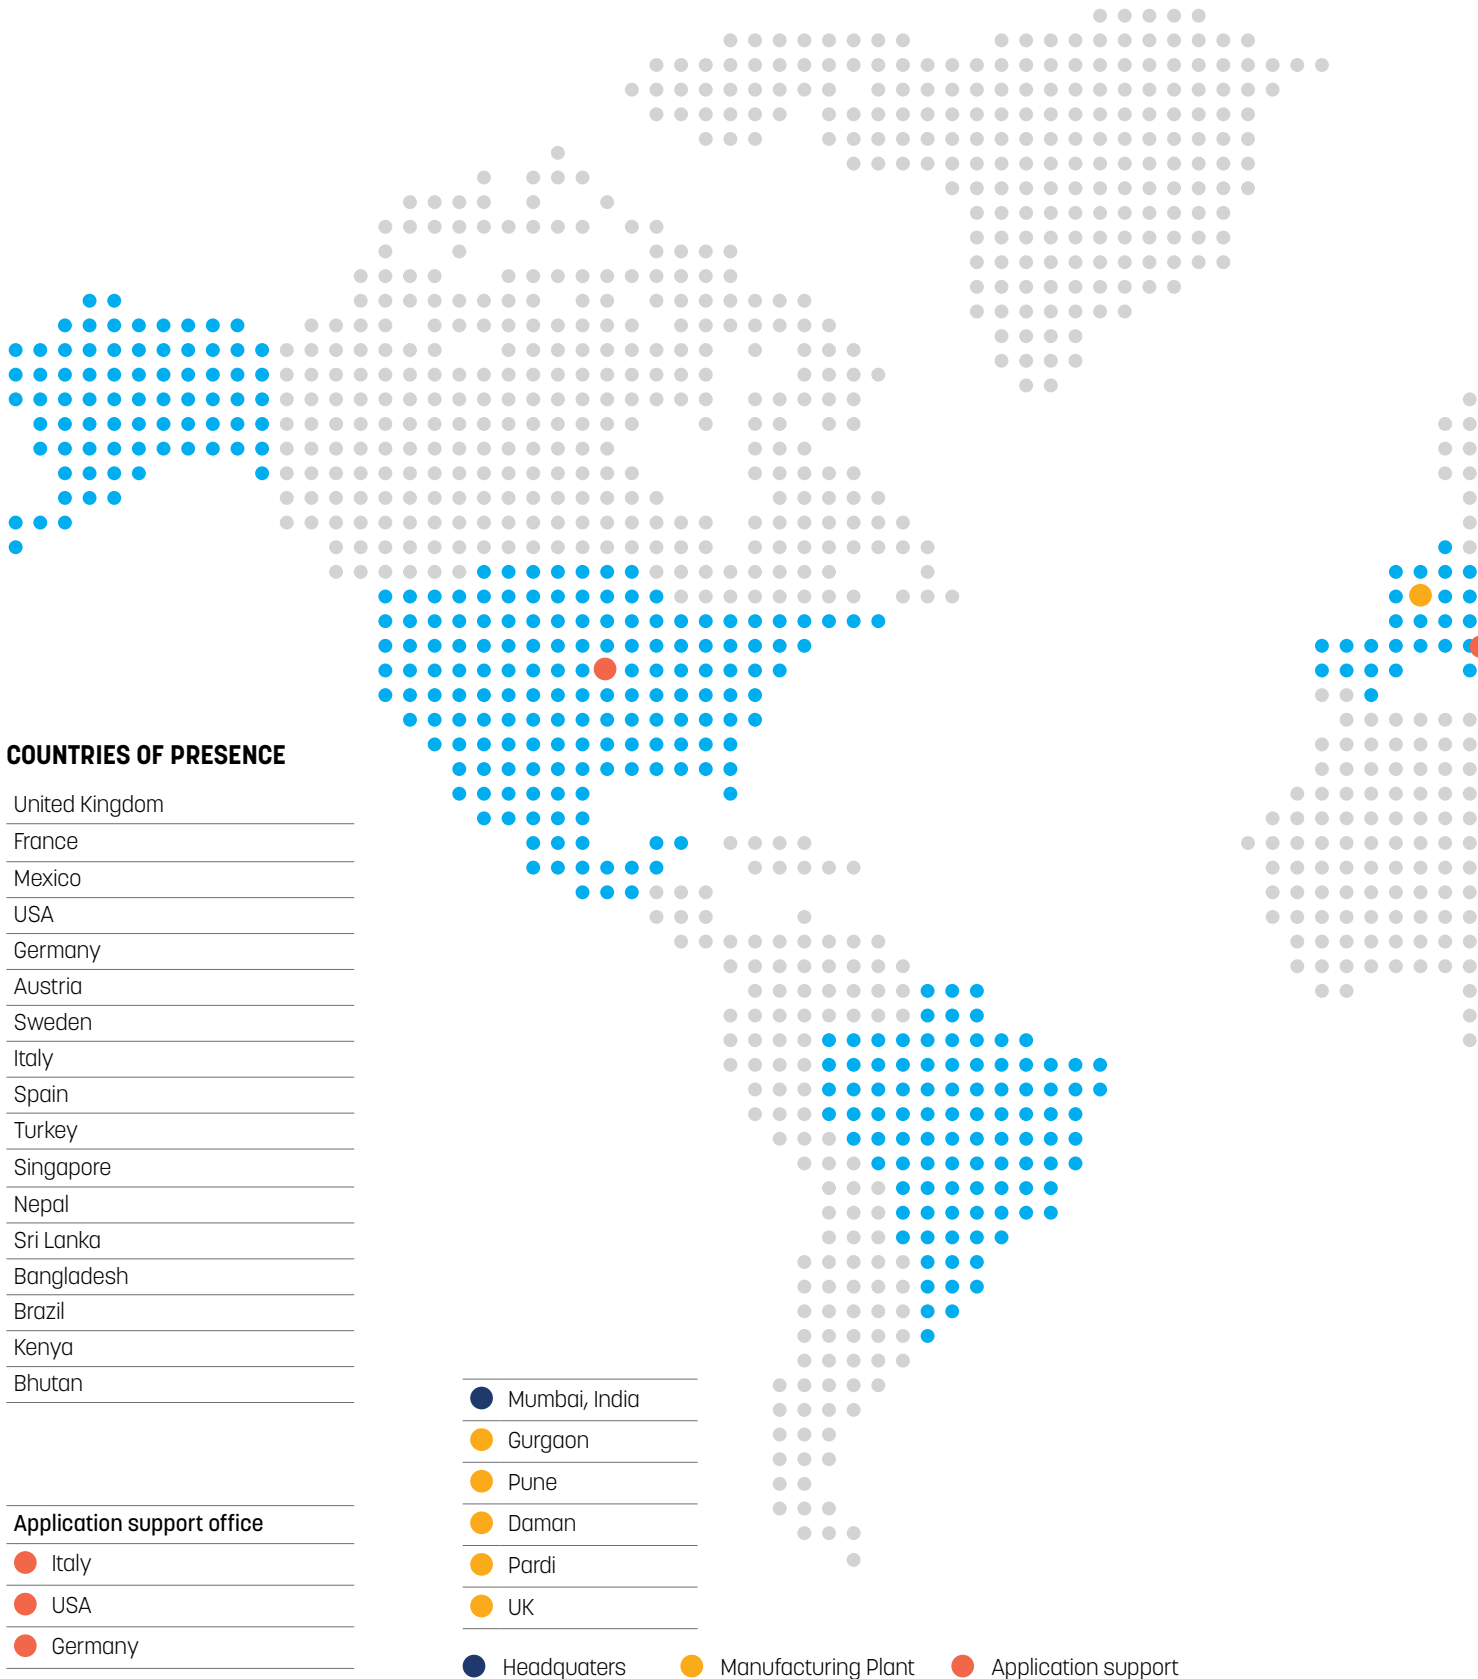 COUNTRIES OF PRESENCE
United Kingdom
France
Mexico
USA
Germany
Austria
Sweden
Italy
Spain
Turkey
Singapore
Nepal
Sri Lanka
Bangladesh
Brazil
Kenya
Bhutan
Application support office
Italy
USA
Germany
Mumbai, India
Gurgaon
Pune
Daman
Pardi
UK
Headquaters Manufacturing Plant Application support